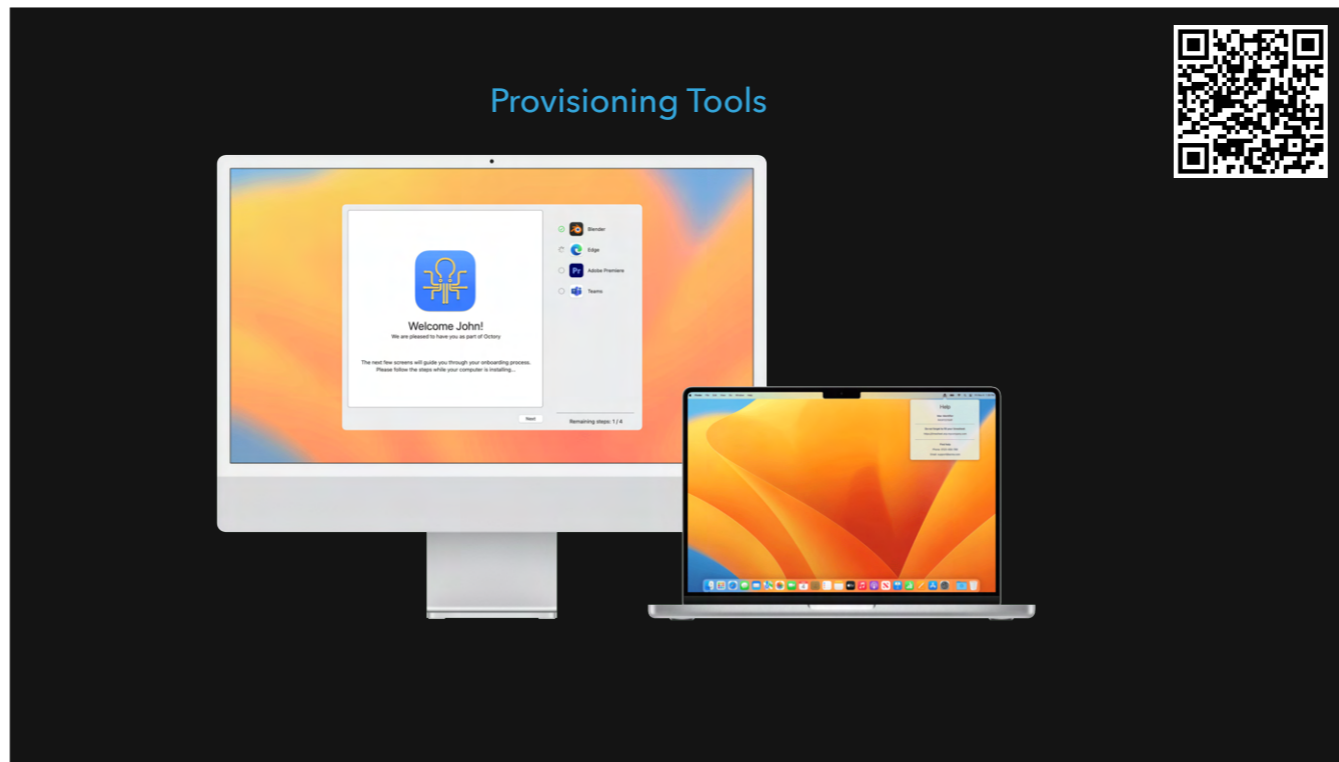 Provisioning Tools
Welcome John!
We are pleased to have you as part of Octory
The next few screens will guide you through your onboarding process.
Please follow the steps while your computer is installing...
Next
Blender
Edge
Pr
Adobe Premiere
Teams
Remaining steps: 1 / 4
Help